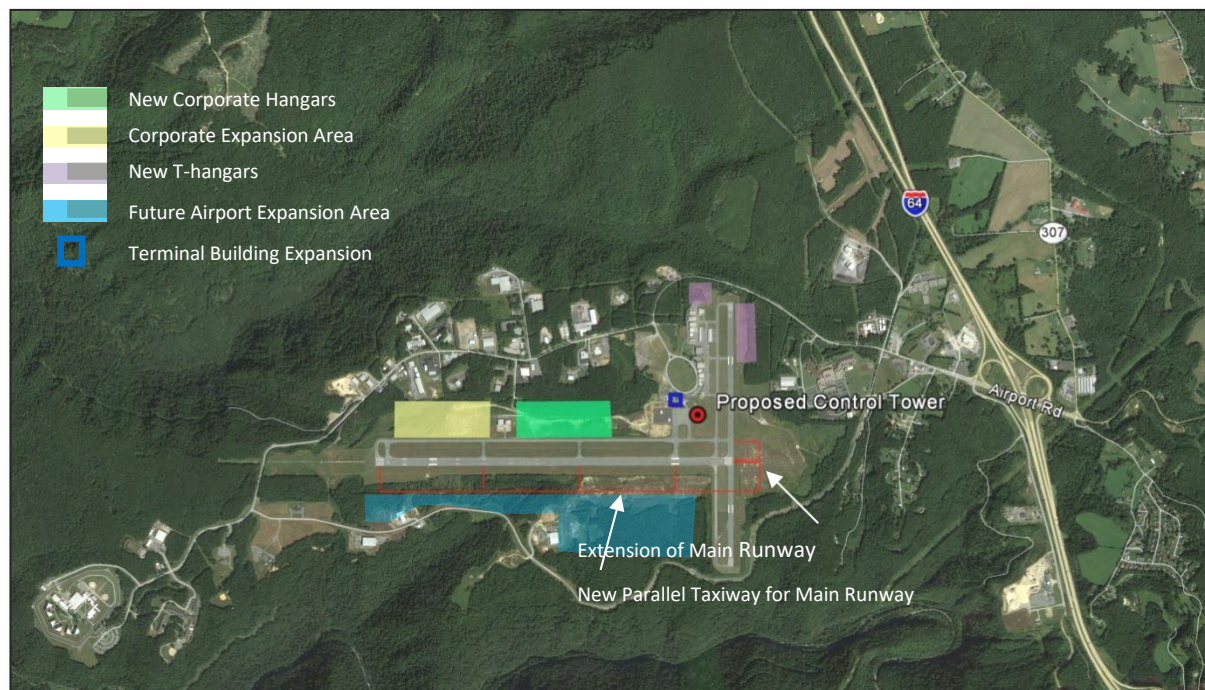 New Corporate Hangars
Corporate Expansion Area
New T-hangars
Future Airport Expansion Area
Terminal Building Expansion
64
307
Airport Rd
Proposed Control Tower
Extension of Main Runway
New Parallel Taxiway for Main Runway